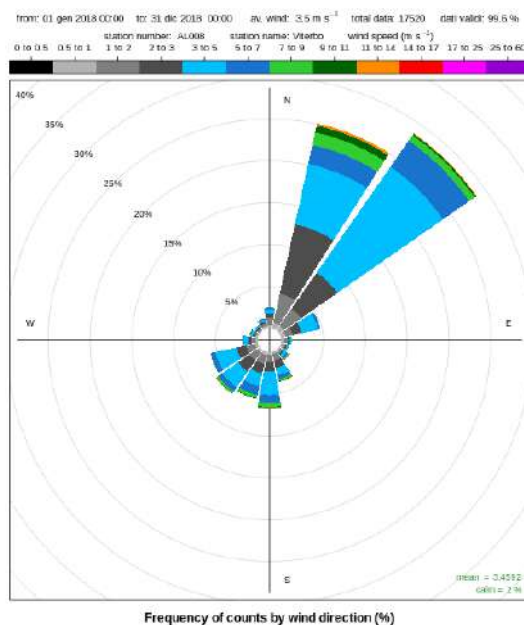 from: 01 gen 2018 00:00 to: 31 dic 2018 00:00 av. wind: 3.5 m s⁻¹ total data: 17520 dati validi: 99.6 %
station number: AL008 station name: Viterbo wind speed (m s⁻¹)
0 to 0.5 0.5 to 1 1 to 2 2 to 3 3 to 5 5 to 7 7 to 9 9 to 11 11 to 14 14 to 17 17 to 25 25 to 60
40%
35%
30%
25%
20%
15%
10%
5%
N
W
E
S
mean = 3.4592
calm = 2 %
Frequency of counts by wind direction (%)